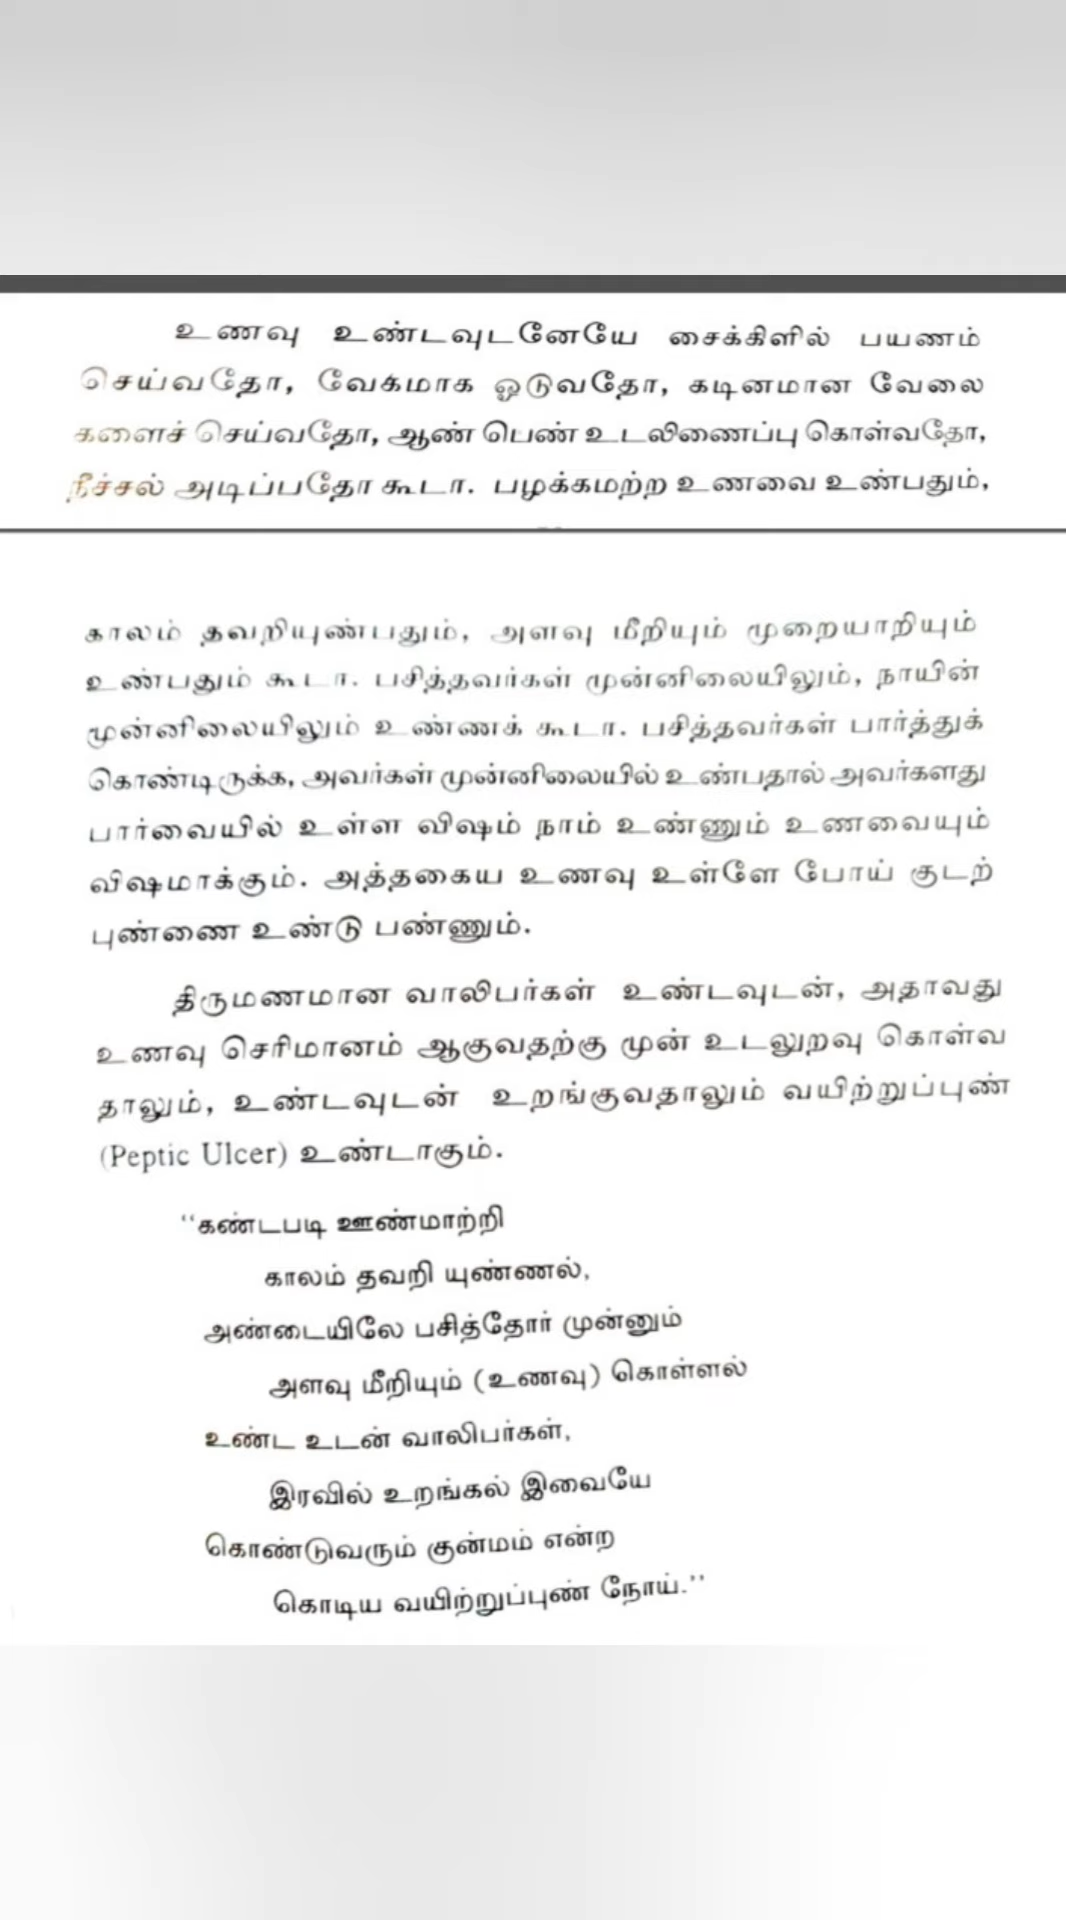 உணவு உண்டவுடனேயே சைக்கிளில் பயணம்
செய்வதோ, வேகமாக ஓடுவதோ, கடினமான வேலை
களைச் செய்வதோ, ஆண் பெண் உடலிணைப்பு கொள்வதோ,
நீச்சல் அடிப்பதோ கூடா. பழக்கமற்ற உணவை உண்பதும்,
காலம் தவறியுண்பதும், அளவு மீறியும் முறையாறியும்
உண்பதும் கூடா. பசித்தவர்கள் முன்னிலையிலும், நாயின்
முன்னிலையிலும் உண்ணக் கூடா. பசித்தவர்கள் பார்த்துக்
கொண்டிருக்க, அவர்கள் முன்னிலையில் உண்பதால் அவர்களது
பார்வையில் உள்ள விஷம் நாம் உண்ணும் உணவையும்
விஷமாக்கும். அத்தகைய உணவு உள்ளே போய் குடற்
புண்ணை உண்டு பண்ணும்.
திருமணமான வாலிபர்கள் உண்டவுடன், அதாவது
உணவு செரிமானம் ஆகுவதற்கு முன் உடலுறவு கொள்வ
தாலும், உண்டவுடன் உறங்குவதாலும் வயிற்றுப்புண்
(Peptic Ulcer) உண்டாகும்.
“கண்டபடி ஊண்மாற்றி
காலம் தவறி யுண்ணல்,
அண்டையிலே பசித்தோர் முன்னும்
அளவு மீறியும் (உணவு) கொள்ளல்
உண்ட உடன் வாலிபர்கள்,
இரவில் உறங்கல் இவையே
கொண்டுவரும் குன்மம் என்ற
கொடிய வயிற்றுப்புண் நோய்.”